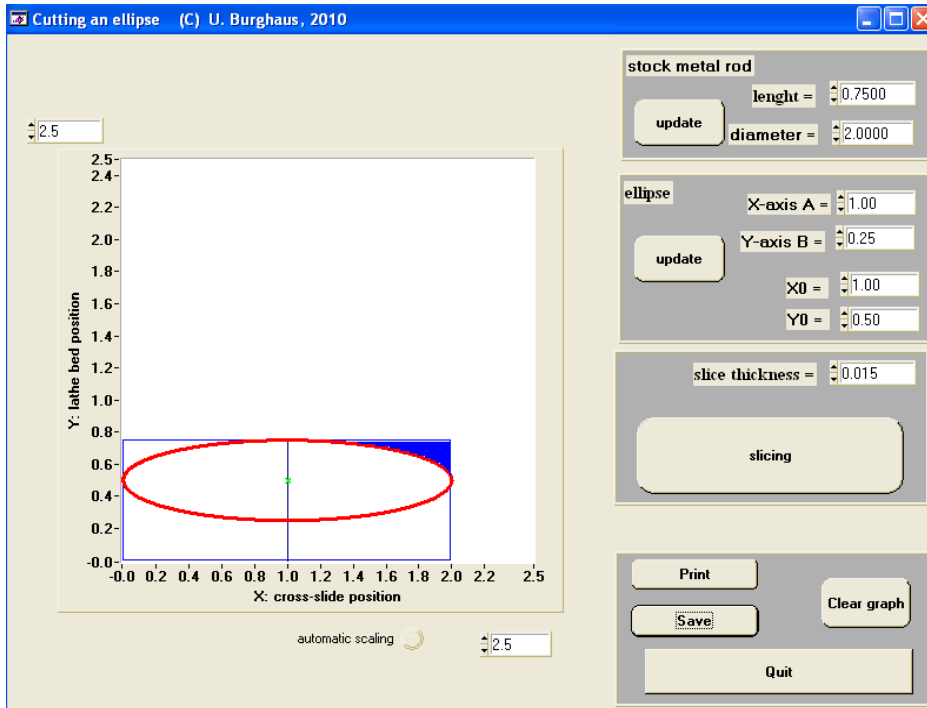 Cutting an ellipse (C) U. Burghaus, 2010
2.5
2.5
2.4
2.2
2.0
1.8
1.6
1.4
1.2
1.0
0.8
0.6
0.4
0.2
-0.0
Y: lathe bed position
-0.0 0.2 0.4 0.6 0.8 1.0 1.2 1.4 1.6 1.8 2.0 2.2 2.5
X: cross-slide position
automatic scaling
2.5
stock metal rod
lenght = 0.7500
update
diameter = 2.0000
ellipse
X-axis A = 1.00
Y-axis B = 0.25
update
X0 = 1.00
Y0 = 0.50
slice thickness = 0.015
slicing
Print
Save
Clear graph
Quit